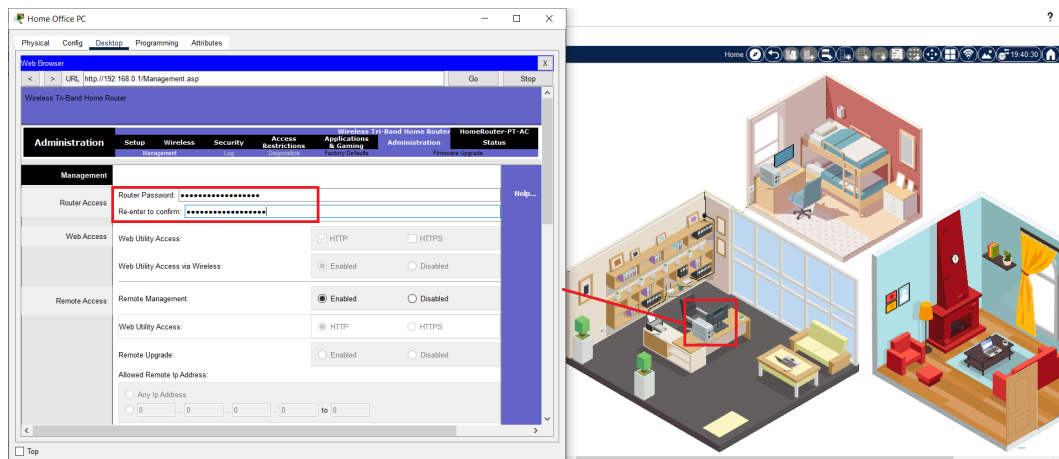 Home Office PC
?
Physical Config Desktop Programming Attributes
Web Browser X
< > URL http://192.168.0.1/Management.asp Go Stop
Home 19:40:30
Wireless Tri-Band Home Router
Wireless Tri-Band Home Router HomeRouter-PT-AC
Administration Setup Wireless Security Access Restrictions Applications & Gaming Administration Status
Management Log Diagnostics Factory Defaults Firmware Upgrade
Management
Help...
Router Access Router Password: ••••••••••••••••••
Re-enter to confirm: ••••••••••••••••••
Web Access Web Utility Access: HTTP HTTPS
Web Utility Access via Wireless: Enabled Disabled
Remote Access Remote Management: Enabled Disabled
Web Utility Access: HTTP HTTPS
Remote Upgrade: Enabled Disabled
Allowed Remote Ip Address:
Any Ip Address
0 . 0 . 0 . 0 to 0
Top